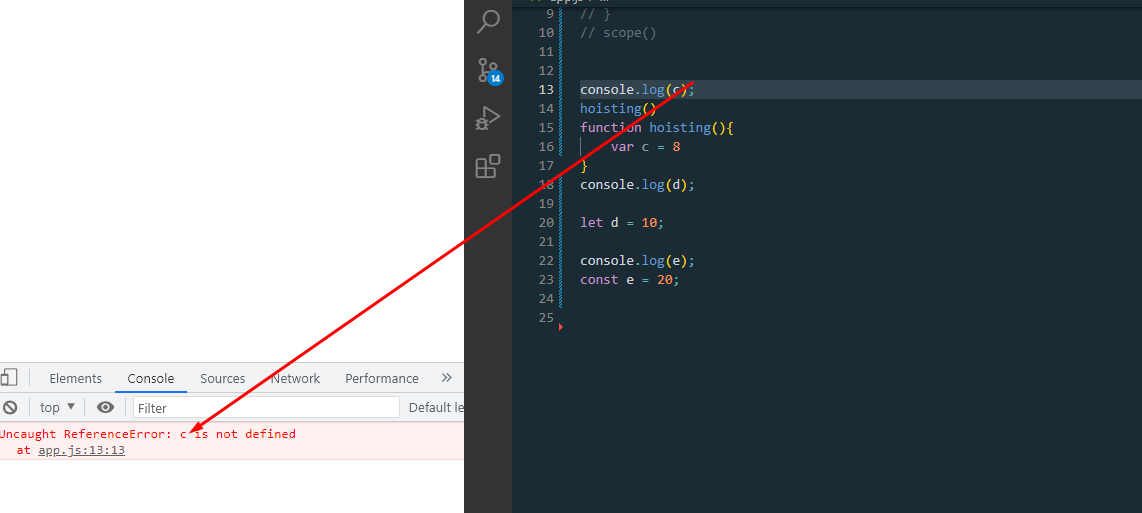 9 // }
10 // scope()
11
12
13 console.log(c);
14 hoisting()
15 function hoisting(){
16 var c = 8
17 }
18 console.log(d);
19
20 let d = 10;
21
22 console.log(e);
23 const e = 20;
24
25
14
Elements Console Sources Network Performance »
top ▼ Filter Default le
Uncaught ReferenceError: c is not defined
at app.js:13:13